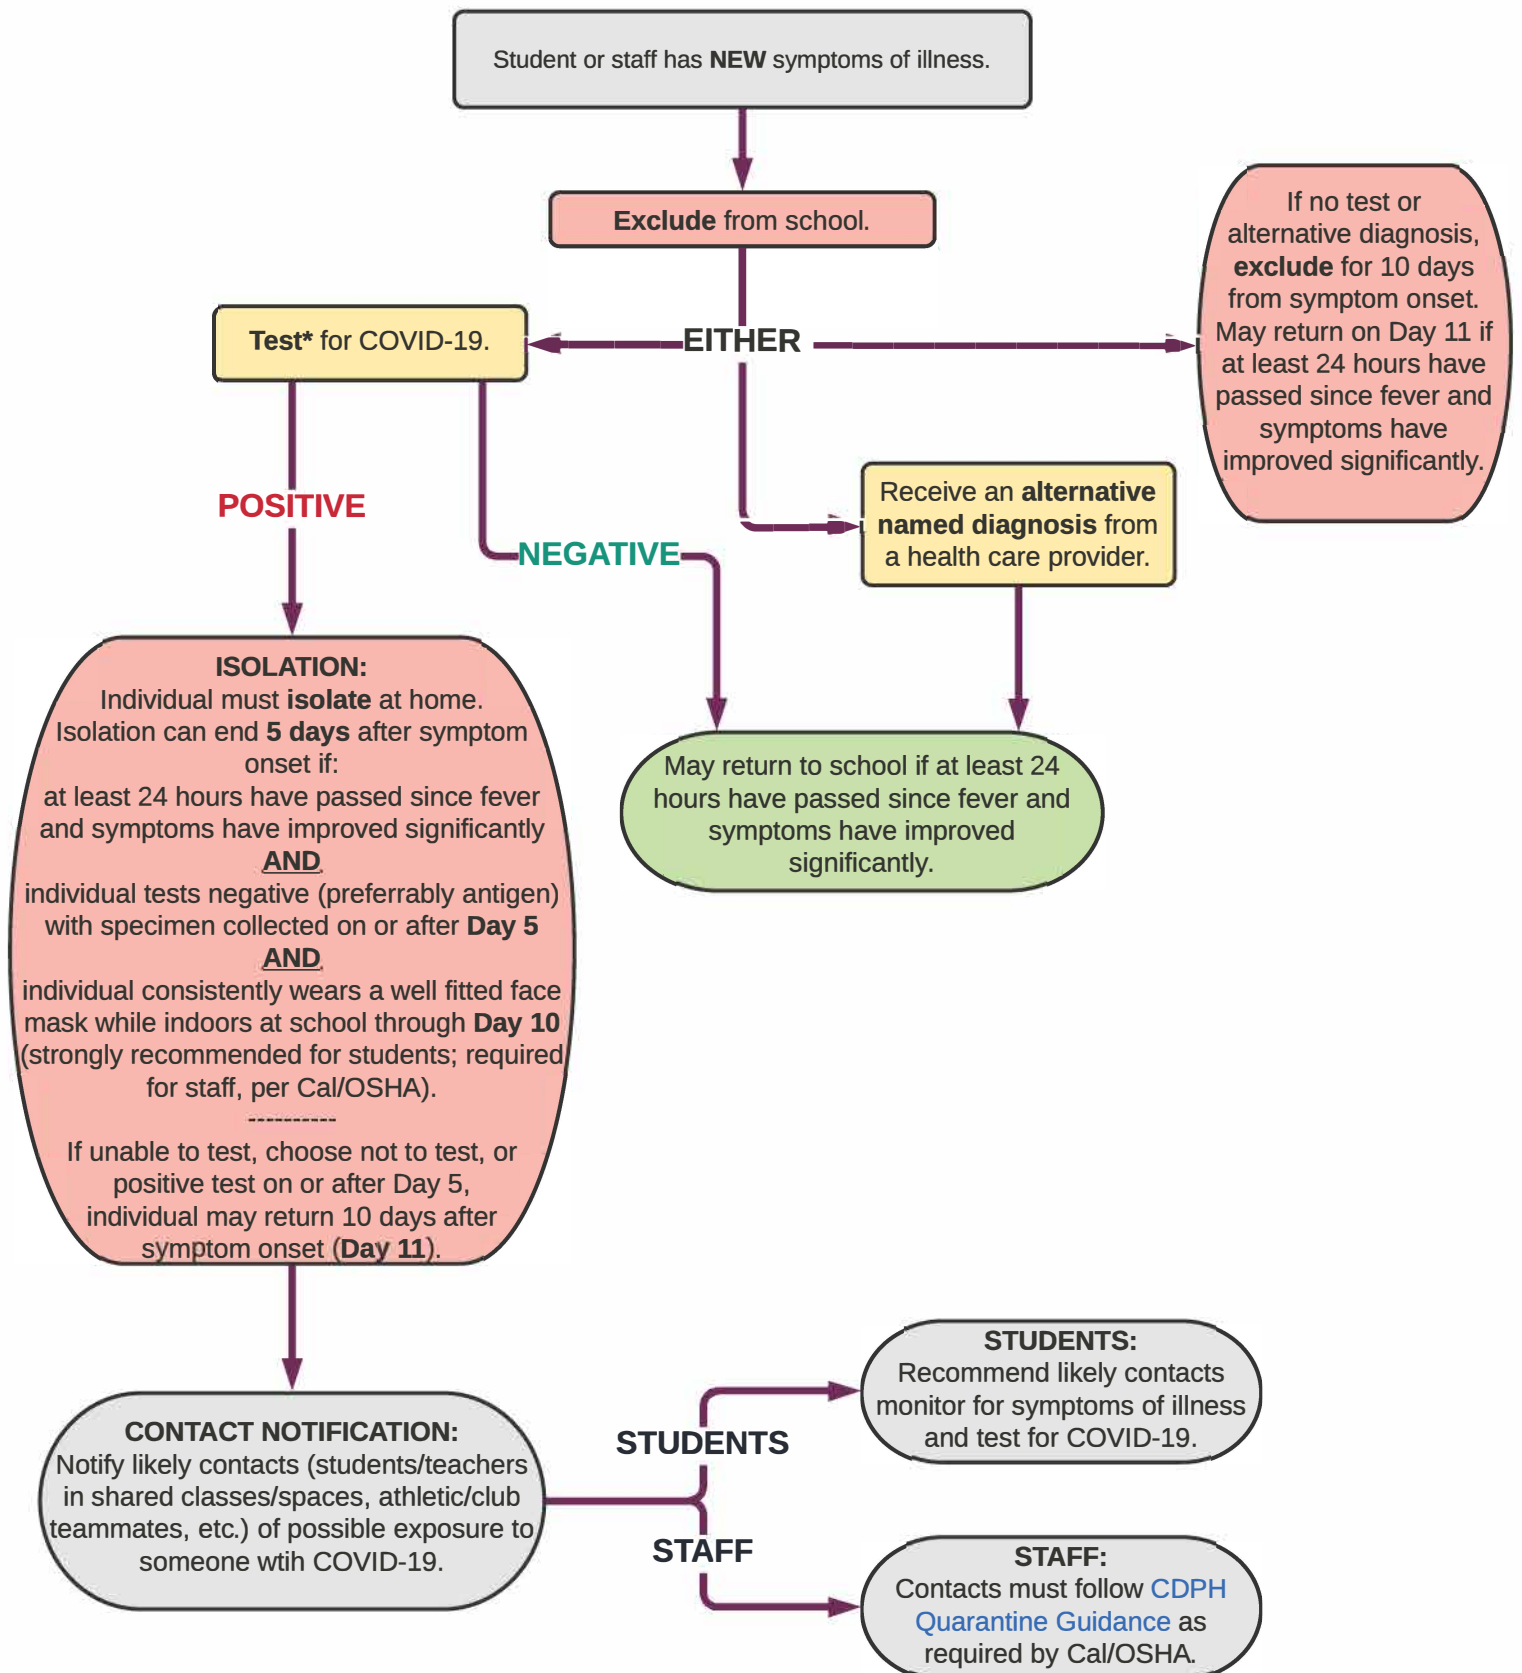 Student or staff has NEW symptoms of illness.
Exclude from school.
If no test or
alternative diagnosis,
exclude for 10 days
from symptom onset.
May return on Day 11 if
at least 24 hours have
passed since fever and
symptoms have
improved significantly.
Test* for COVID-19.
EITHER
POSITIVE
NEGATIVE
Receive an alternative
named diagnosis from
a health care provider.
ISOLATION:
Individual must isolate at home.
Isolation can end 5 days after symptom
onset if:
at least 24 hours have passed since fever
and symptoms have improved significantly
AND
individual tests negative (preferrably antigen)
with specimen collected on or after Day 5
AND
individual consistently wears a well fitted face
mask while indoors at school through Day 10
(strongly recommended for students; required
for staff, per Cal/OSHA).
----------
If unable to test, choose not to test, or
positive test on or after Day 5,
individual may return 10 days after
symptom onset (Day 11).
May return to school if at least 24
hours have passed since fever and
symptoms have improved
significantly.
CONTACT NOTIFICATION:
Notify likely contacts (students/teachers
in shared classes/spaces, athletic/club
teammates, etc.) of possible exposure to
someone wtih COVID-19.
STUDENTS
STAFF
STUDENTS:
Recommend likely contacts
monitor for symptoms of illness
and test for COVID-19.
STAFF:
Contacts must follow CDPH
Quarantine Guidance as
required by Cal/OSHA.